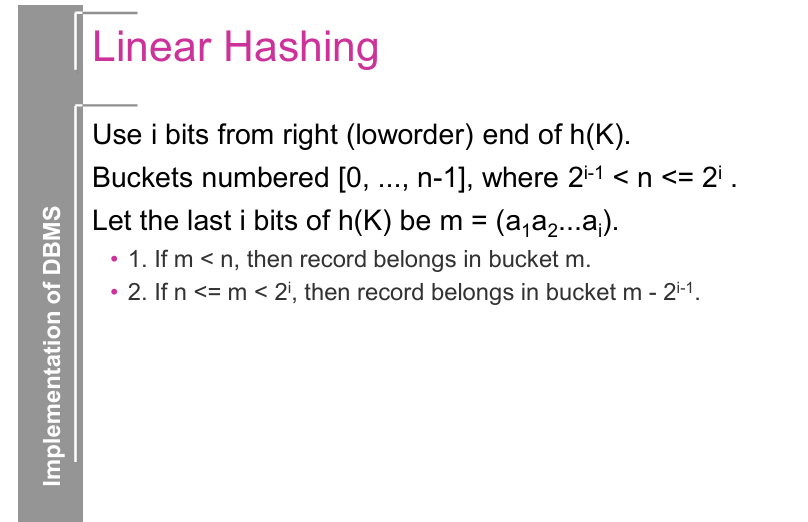 Linear Hashing
Use i bits from right (loworder) end of h(K).
Buckets numbered [0, ..., n-1], where 2^i-1 < n <= 2^i .
Let the last i bits of h(K) be m = (a₁a₂...aᵢ).
• 1. If m < n, then record belongs in bucket m.
• 2. If n <= m < 2^i, then record belongs in bucket m - 2^i-1.
Implementation of DBMS